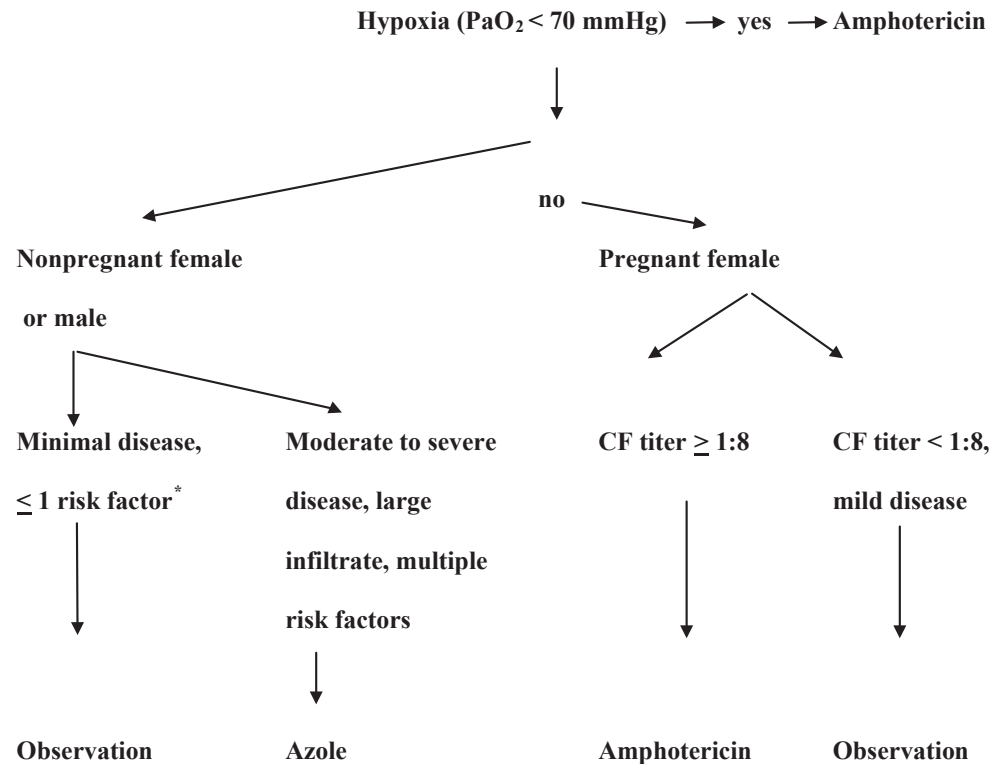 Hypoxia (PaO₂ < 70 mmHg) → yes → Amphotericin
no
Nonpregnant female
or male
Pregnant female
Minimal disease,
≤ 1 risk factor*
Moderate to severe
disease, large
infiltrate, multiple
risk factors
CF titer ≥ 1:8
CF titer < 1:8,
mild disease
Observation
Azole
Amphotericin
Observation